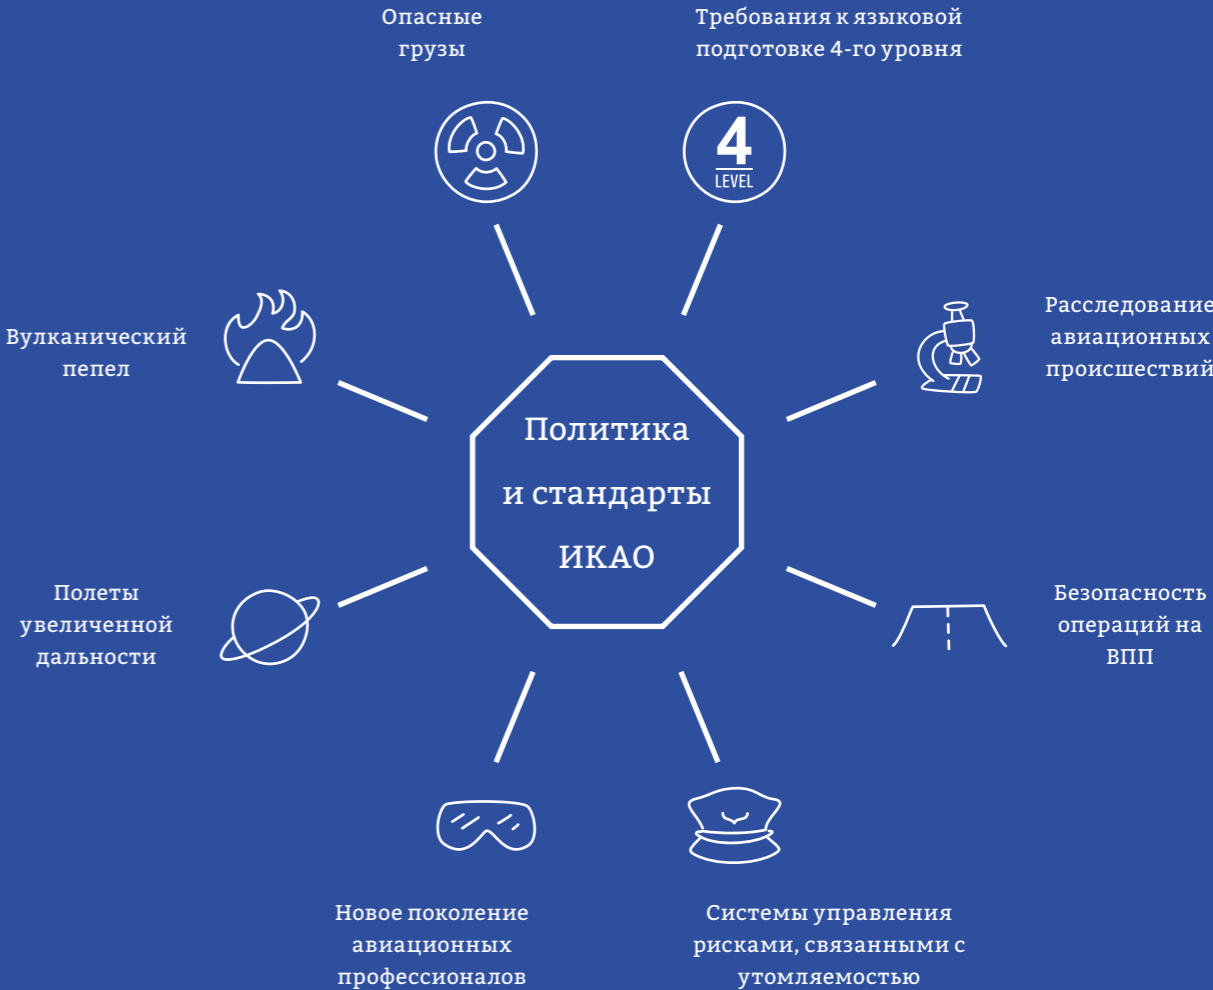 Опасные
грузы
Требования к языковой
подготовке 4-го уровня
4
LEVEL
Вулканический
пепел
Расследование
авиационных
происшествий
Политика
и стандарты
ИКАО
Полеты
увеличенной
дальности
Безопасность
операций на
ВПП
Новое поколение
авиационных
профессионалов
Системы управления
рисками, связанными с
утомляемостью